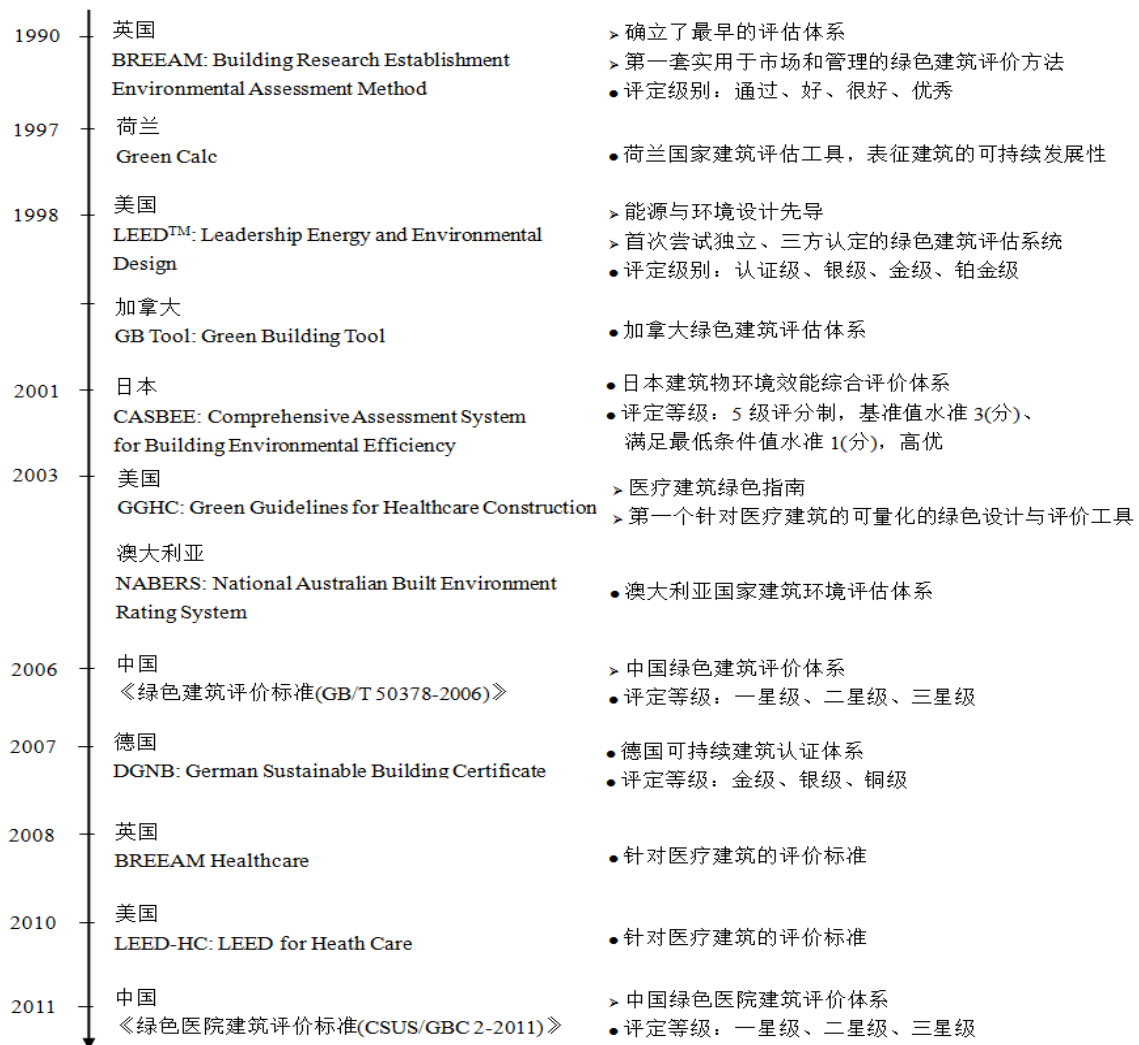 1990
英国
BREEAM: Building Research Establishment
Environmental Assessment Method
➢确立了最早的评估体系
➢第一套实用于市场和管理的绿色建筑评价方法
●评定级别：通过、好、很好、优秀
1997
荷兰
Green Calc
●荷兰国家建筑评估工具，表征建筑的可持续发展性
1998
美国
LEED™: Leadership Energy and Environmental
Design
➢能源与环境设计先导
➢首次尝试独立、三方认定的绿色建筑评估系统
●评定级别：认证级、银级、金级、铂金级
加拿大
GB Tool: Green Building Tool
●加拿大绿色建筑评估体系
2001
日本
CASBEE: Comprehensive Assessment System
for Building Environmental Efficiency
●日本建筑物环境效能综合评价体系
●评定等级：5 级评分制，基准值水准 3(分)、
满足最低条件值水准 1(分)，高优
2003
美国
GGHC: Green Guidelines for Healthcare Construction
➢医疗建筑绿色指南
➢第一个针对医疗建筑的可量化的绿色设计与评价工具
澳大利亚
NABERS: National Australian Built Environment
Rating System
●澳大利亚国家建筑环境评估体系
2006
中国
《绿色建筑评价标准(GB/T 50378-2006)》
➢中国绿色建筑评价体系
●评定等级：一星级、二星级、三星级
2007
德国
DGNB: German Sustainable Building Certificate
●德国可持续建筑认证体系
●评定等级：金级、银级、铜级
2008
英国
BREEAM Healthcare
●针对医疗建筑的评价标准
2010
美国
LEED-HC: LEED for Heath Care
●针对医疗建筑的评价标准
2011
中国
《绿色医院建筑评价标准(CSUS/GBC 2-2011)》
➢中国绿色医院建筑评价体系
●评定等级：一星级、二星级、三星级